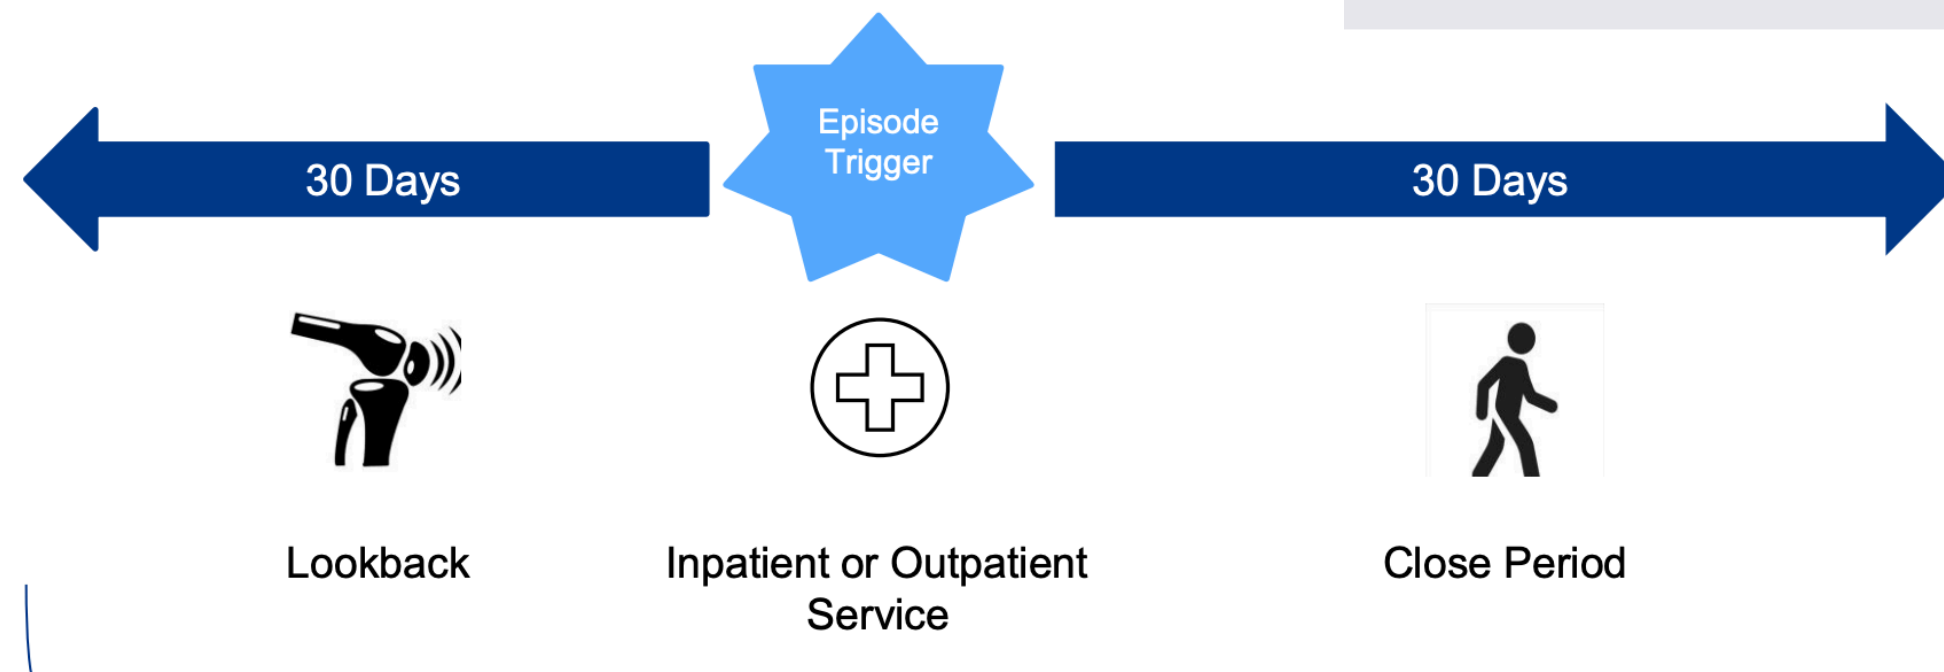 Episode
Trigger
30 Days
30 Days
Lookback
Inpatient or Outpatient
Service
Close Period